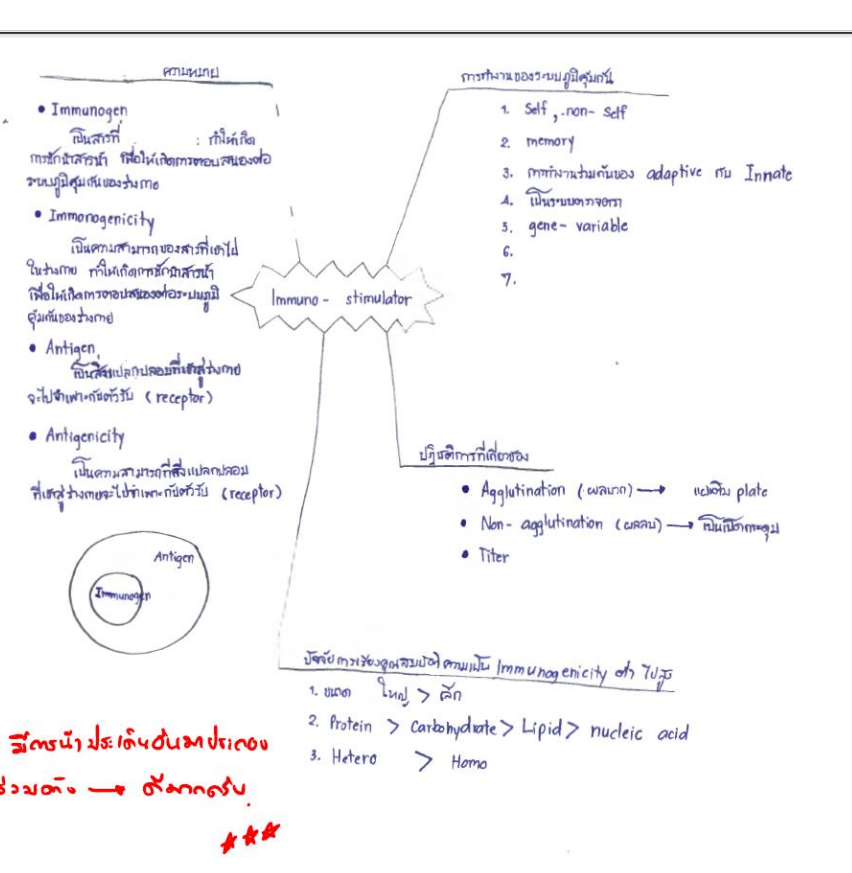 ความหมาย
• Immunogen
เป็นสารที่ : ทำให้เกิด
การชักนำสารนำ เพื่อให้เกิดการตอบสนองต่อ
ระบบภูมิคุ้มกันของร่างกาย
• Immonogenicity
เป็นความสามารถของสารที่เข้าไป
ในร่างกาย ทำให้เกิดการชักนำสารนำ
เพื่อให้เกิดการตอบสนองต่อระบบภูมิ
คุ้มกันของร่างกาย
• Antigen
เป็นสิ่งแปลกปลอมที่เข้าสู่ร่างกาย
จะไปจำเพาะกับตัวรับ (receptor)
• Antigenicity
เป็นความสามารถที่สิ่งแปลกปลอม
ที่เข้าสู่ร่างกายจะไปจำเพาะกับตัวรับ (receptor)
Antigen
Immunogen
Immuno - stimulator
การทำงานของระบบภูมิคุ้มกัน
1. Self , non - Self
2. memory
3. การทำงานร่วมกันของ adaptive กับ Innate
4. เป็นระบบตรวจตรา
5. gene - variable
6.
7.
ปฏิบัติการที่เกี่ยวของ
• Agglutination (ผลบวก) → แผ่เต็ม plate
• Non - agglutination (ผลลบ) → เป็นเม็ดกระดุม
• Titer
ปัจจัยการเรียงคุณสมบัติความเป็น Immunogenicity ต่ำ ไปสูง
1. ขนาด ใหญ่ > เล็ก
2. Protein > Carbohydrate > Lipid > nucleic acid
3. Hetero > Homo
มีการนำประเด็นอื่นมาประกอบ
ร่วมด้วย → ดีมากครับ